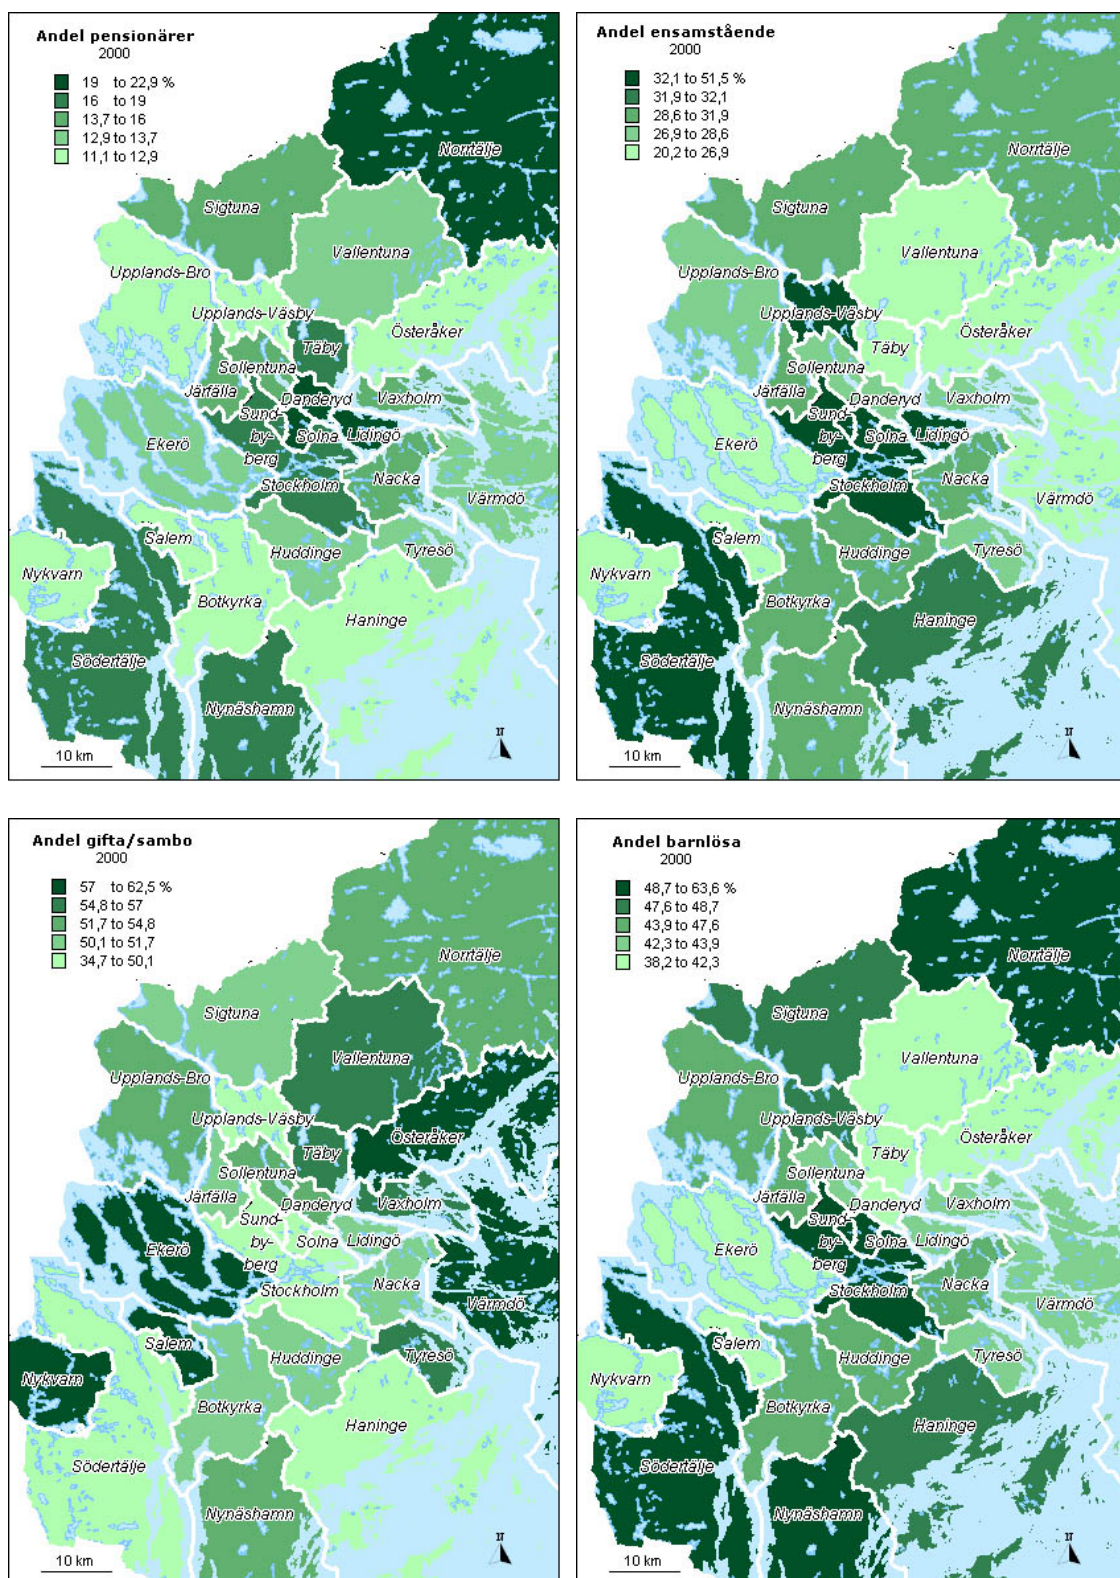 Andel pensionärer
2000
19 to 22,9 %
16 to 19
13,7 to 16
12,9 to 13,7
11,1 to 12,9
Norrtälje
Sigtuna
Vallentuna
Upplands-Bro
Upplands-Väsby
Österåker
Täby
Sollentuna
Järfälla
Danderyd
Vaxholm
Sund-
by-
berg
Solna
Lidingö
Ekerö
Stockholm
Nacka
Värmdö
Salem
Huddinge
Tyresö
Nykvarn
Botkyrka
Haninge
Södertälje
Nynäshamn
10 km
N
Andel ensamstående
2000
32,1 to 51,5 %
31,9 to 32,1
28,6 to 31,9
26,9 to 28,6
20,2 to 26,9
Norrtälje
Sigtuna
Vallentuna
Upplands-Bro
Upplands-Väsby
Österåker
Täby
Sollentuna
Järfälla
Danderyd
Vaxholm
Sund-
by-
berg
Solna
Lidingö
Ekerö
Stockholm
Nacka
Värmdö
Salem
Huddinge
Tyresö
Nykvarn
Botkyrka
Haninge
Södertälje
Nynäshamn
10 km
N
Andel gifta/sambo
2000
57 to 62,5 %
54,8 to 57
51,7 to 54,8
50,1 to 51,7
34,7 to 50,1
Norrtälje
Sigtuna
Vallentuna
Upplands-Bro
Upplands-Väsby
Österåker
Täby
Sollentuna
Järfälla
Danderyd
Vaxholm
Sund-
by-
berg
Solna
Lidingö
Ekerö
Stockholm
Nacka
Värmdö
Salem
Huddinge
Tyresö
Nykvarn
Botkyrka
Haninge
Södertälje
Nynäshamn
10 km
N
Andel barnlösa
2000
48,7 to 63,6 %
47,6 to 48,7
43,9 to 47,6
42,3 to 43,9
38,2 to 42,3
Norrtälje
Sigtuna
Vallentuna
Upplands-Bro
Upplands-Väsby
Österåker
Täby
Sollentuna
Järfälla
Danderyd
Vaxholm
Sund-
by-
berg
Solna
Lidingö
Ekerö
Stockholm
Nacka
Värmdö
Salem
Huddinge
Tyresö
Nykvarn
Botkyrka
Haninge
Södertälje
Nynäshamn
10 km
N